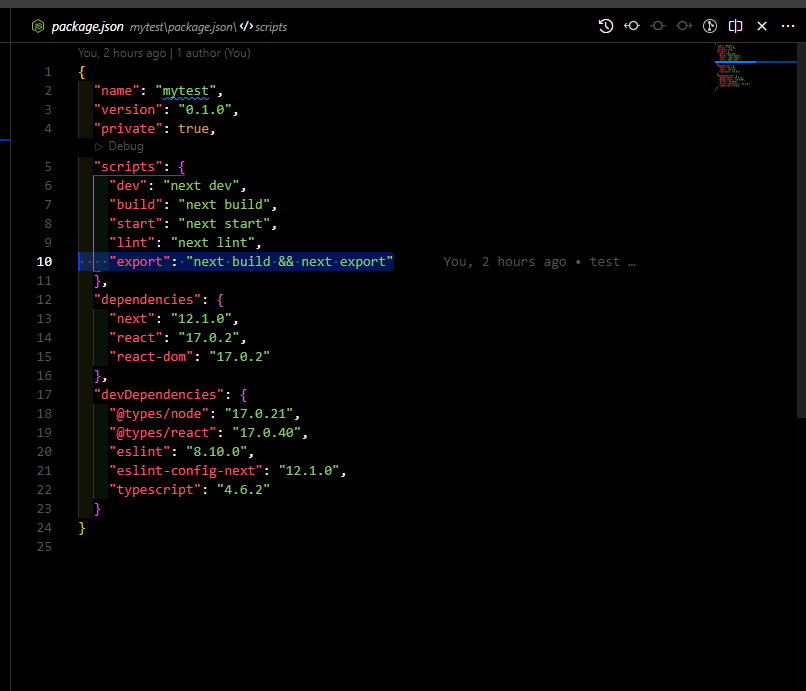 package.json mytest\package.json\ scripts
You, 2 hours ago | 1 author (You)
1 {
2 "name": "mytest",
3 "version": "0.1.0",
4 "private": true,
Debug
5 "scripts": {
6 "dev": "next dev",
7 "build": "next build",
8 "start": "next start",
9 "lint": "next lint",
10 "export": "next build && next export" You, 2 hours ago • test …
11 },
12 "dependencies": {
13 "next": "12.1.0",
14 "react": "17.0.2",
15 "react-dom": "17.0.2"
16 },
17 "devDependencies": {
18 "@types/node": "17.0.21",
19 "@types/react": "17.0.40",
20 "eslint": "8.10.0",
21 "eslint-config-next": "12.1.0",
22 "typescript": "4.6.2"
23 }
24 }
25